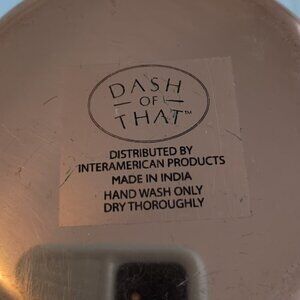 DASH
OF
THAT™
DISTRIBUTED BY
INTERAMERICAN PRODUCTS
MADE IN INDIA
HAND WASH ONLY
DRY THOROUGHLY